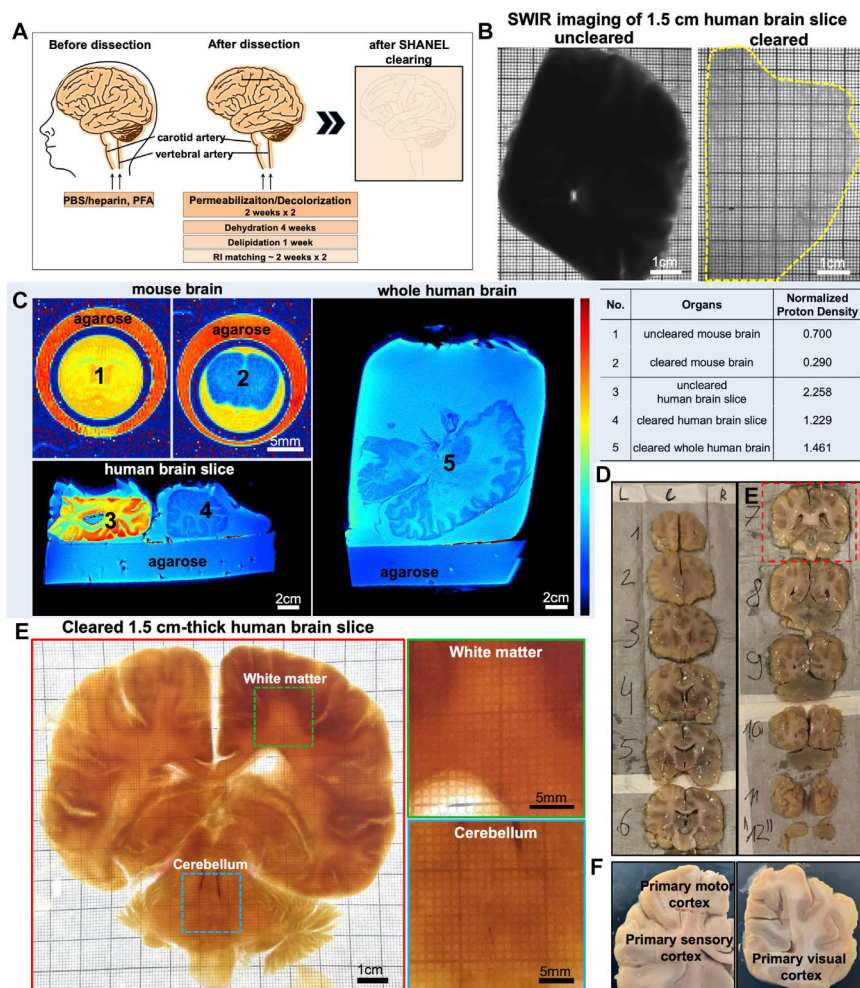 A
Before dissection
After dissection
after SHANEL
clearing
carotid artery
vertebral artery
PBS/heparin, PFA
Permeabilizaiton/Decolorization
2 weeks x 2
Dehydration 4 weeks
Delipidation 1 week
RI matching ~ 2 weeks x 2
B
SWIR imaging of 1.5 cm human brain slice
uncleared
cleared
1cm
1cm
C
mouse brain
agarose
1
agarose
2
5mm
human brain slice
3
4
agarose
2cm
whole human brain
5
agarose
2cm
No. Organs Normalized Proton Density
1 uncleared mouse brain 0.700
2 cleared mouse brain 0.290
3 uncleared human brain slice 2.258
4 cleared human brain slice 1.229
5 cleared whole human brain 1.461
D
L C R
1
2
3
4
5
6
E
7
8
9
10
11
"12"
E
Cleared 1.5 cm-thick human brain slice
White matter
Cerebellum
1cm
White matter
5mm
Cerebellum
5mm
F
Primary motor
cortex
Primary sensory
cortex
Primary visual
cortex